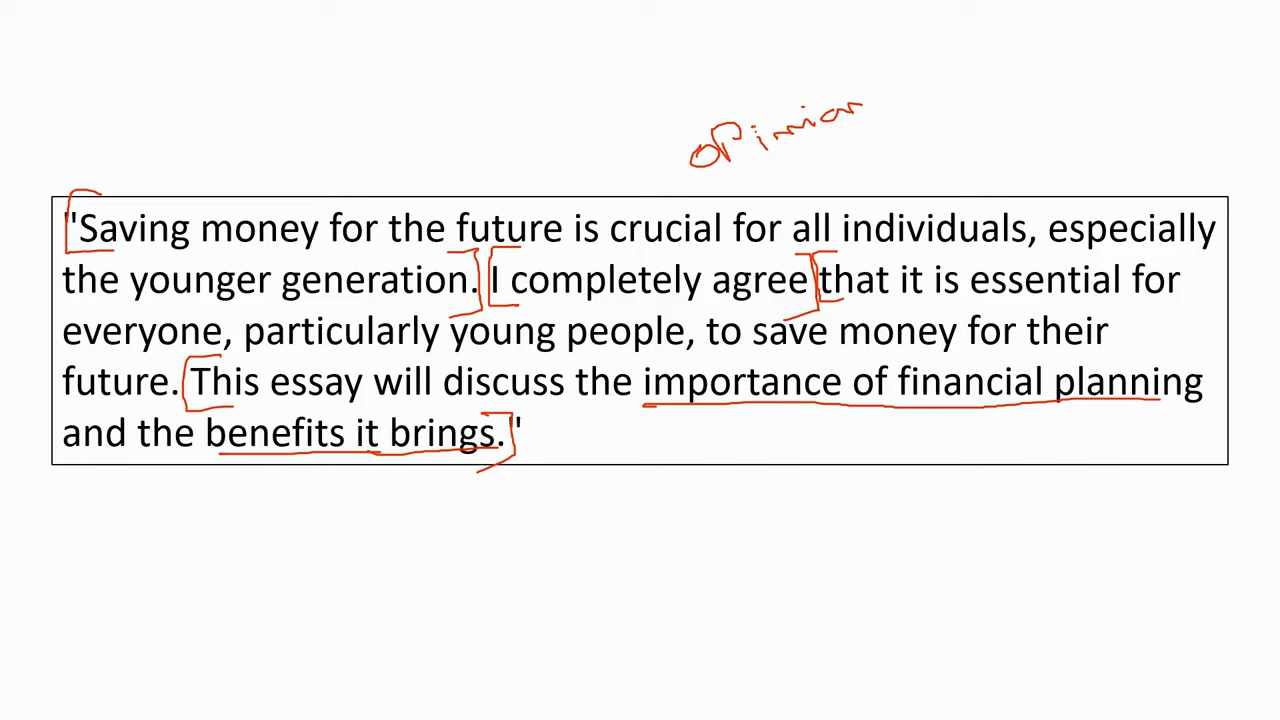 opinion
"Saving money for the future is crucial for all individuals, especially
the younger generation. I completely agree that it is essential for
everyone, particularly young people, to save money for their
future. This essay will discuss the importance of financial planning
and the benefits it brings."